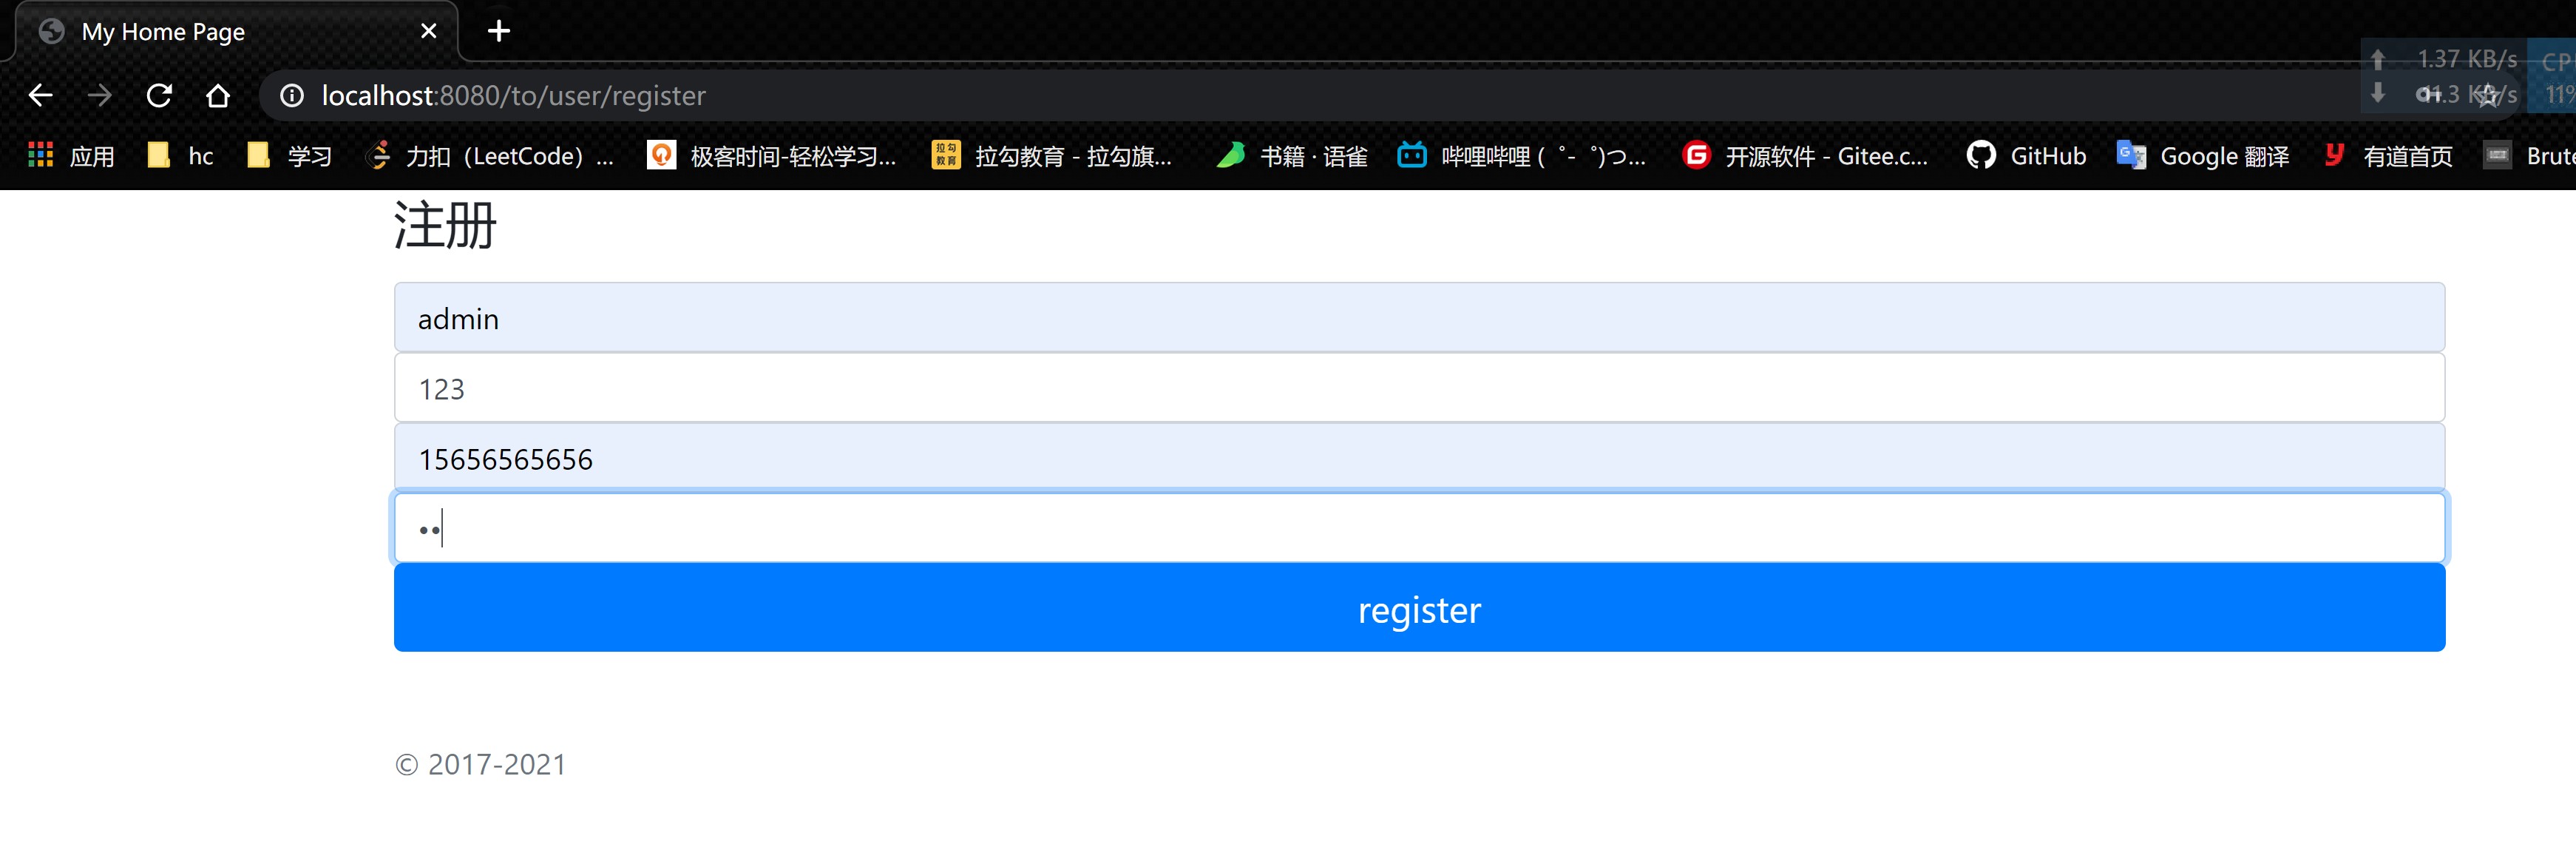 My Home Page
1.37 KB/s
localhost:8080/to/user/register
11.3 KB/s 11%
应用 hc 学习 力扣（LeetCode）... 极客时间-轻松学习... 拉勾教育 - 拉勾旗... 书籍 · 语雀 哔哩哔哩 ( ゜- ゜)つ... 开源软件 - Gitee.c... GitHub Google 翻译 有道首页
注册
admin
123
15656565656
••
register
© 2017-2021